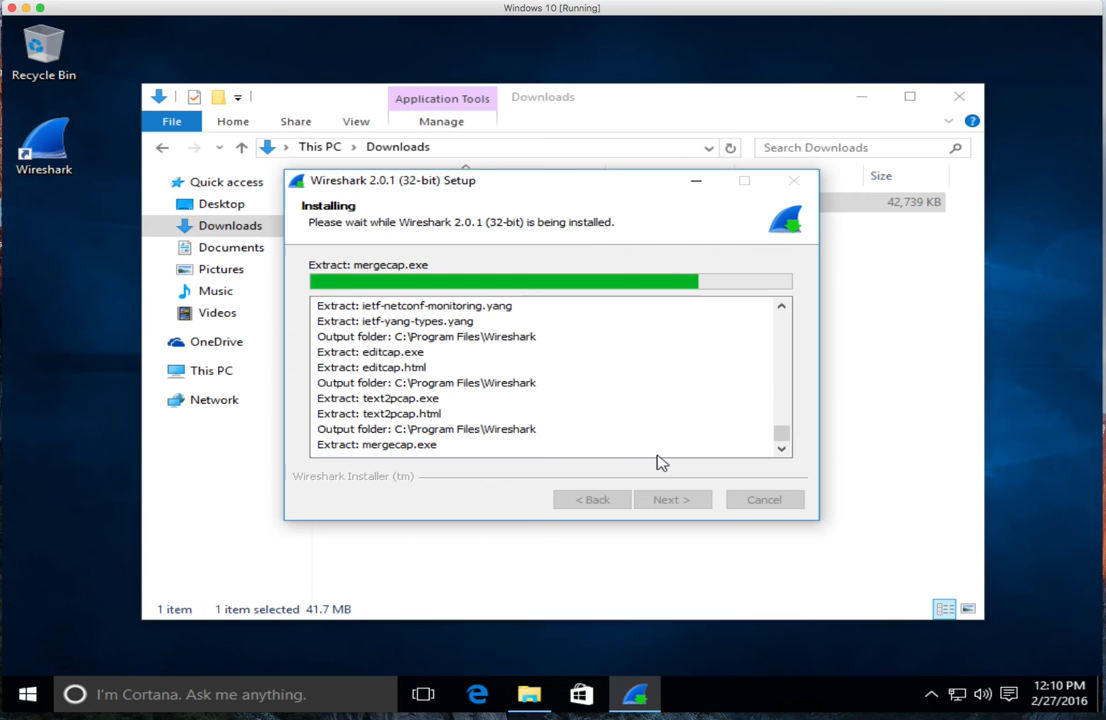 Windows 10 [Running]
Recycle Bin
Wireshark
Application Tools
Downloads
File
Home
Share
View
Manage
This PC
Downloads
Search Downloads
Quick access
Desktop
Downloads
Documents
Pictures
Music
Videos
OneDrive
This PC
Network
Size
42,739 KB
Wireshark 2.0.1 (32-bit) Setup
Installing
Please wait while Wireshark 2.0.1 (32-bit) is being installed.
Extract: mergecap.exe
Extract: ietf-netconf-monitoring.yang
Extract: ietf-yang-types.yang
Output folder: C:\Program Files\Wireshark
Extract: editcap.exe
Extract: editcap.html
Output folder: C:\Program Files\Wireshark
Extract: text2pcap.exe
Extract: text2pcap.html
Output folder: C:\Program Files\Wireshark
Extract: mergecap.exe
Wireshark Installer (tm)
< Back
Next >
Cancel
1 item
1 item selected
41.7 MB
I'm Cortana. Ask me anything.
12:10 PM
2/27/2016